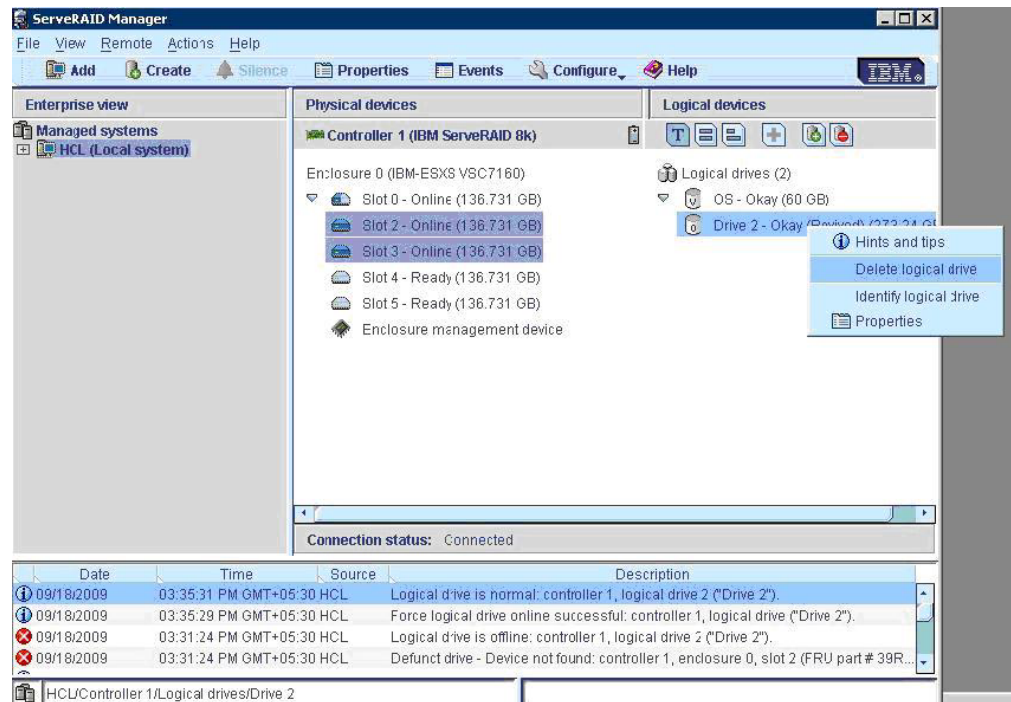 ServeRAID Manager
File View Remote Actions Help
Add Create Silence Properties Events Configure Help IBM
Enterprise view
Managed systems
HCL (Local system)
Physical devices
Controller 1 (IBM ServeRAID 8k)
Enclosure 0 (IBM-ESXS VSC7160)
Slot 0 - Online (136.731 GB)
Slot 2 - Online (136.731 GB)
Slot 3 - Online (136.731 GB)
Slot 4 - Ready (136.731 GB)
Slot 5 - Ready (136.731 GB)
Enclosure management device
Logical devices
Logical drives (2)
OS - Okay (60 GB)
Drive 2 - Okay (Revived) (273.24 GB
Hints and tips
Delete logical drive
Identify logical drive
Properties
Connection status: Connected
Date Time Source Description
09/18/2009 03:35:31 PM GMT+05:30 HCL Logical drive is normal: controller 1, logical drive 2 ("Drive 2").
09/18/2009 03:35:29 PM GMT+05:30 HCL Force logical drive online successful: controller 1, logical drive ("Drive 2").
09/18/2009 03:31:24 PM GMT+05:30 HCL Logical drive is offline: controller 1, logical drive 2 ("Drive 2").
09/18/2009 03:31:24 PM GMT+05:30 HCL Defunct drive - Device not found: controller 1, enclosure 0, slot 2 (FRU part # 39R...
HCL/Controller 1/Logical drives/Drive 2